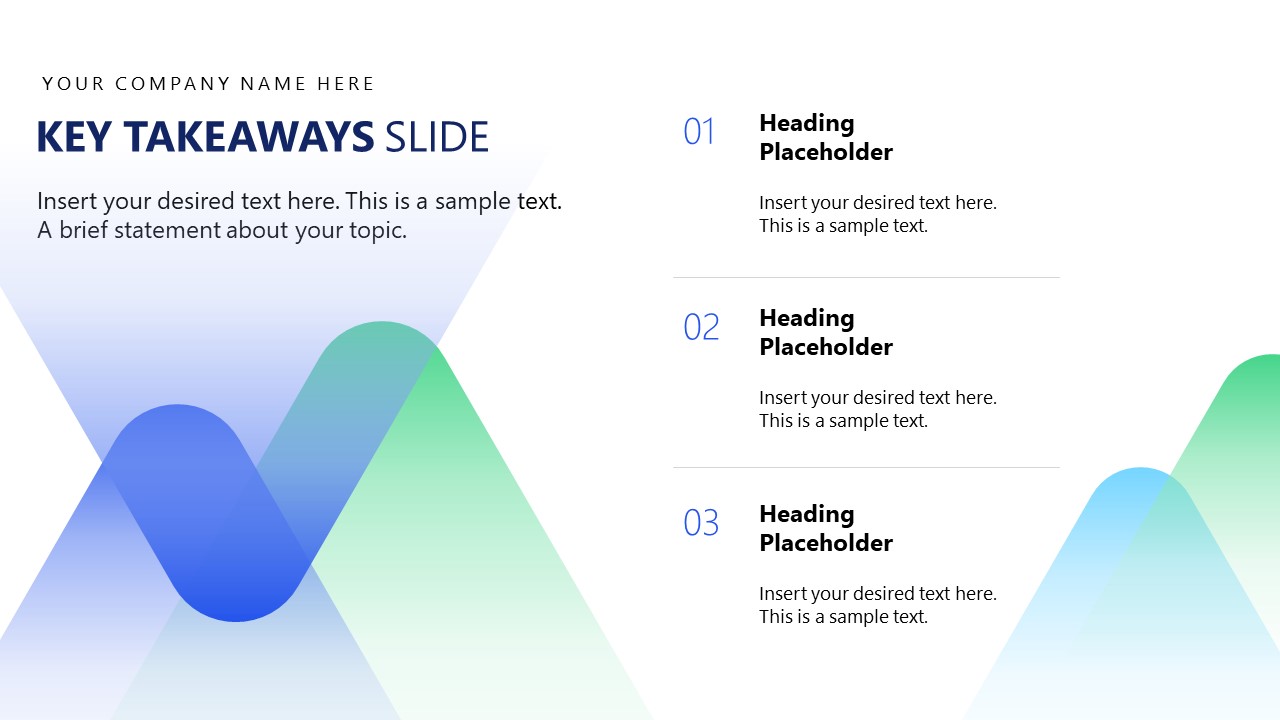 YOUR COMPANY NAME HERE
KEY TAKEAWAYS SLIDE
Insert your desired text here. This is a sample text.
A brief statement about your topic.
01
Heading
Placeholder
Insert your desired text here.
This is a sample text.
02
Heading
Placeholder
Insert your desired text here.
This is a sample text.
03
Heading
Placeholder
Insert your desired text here.
This is a sample text.